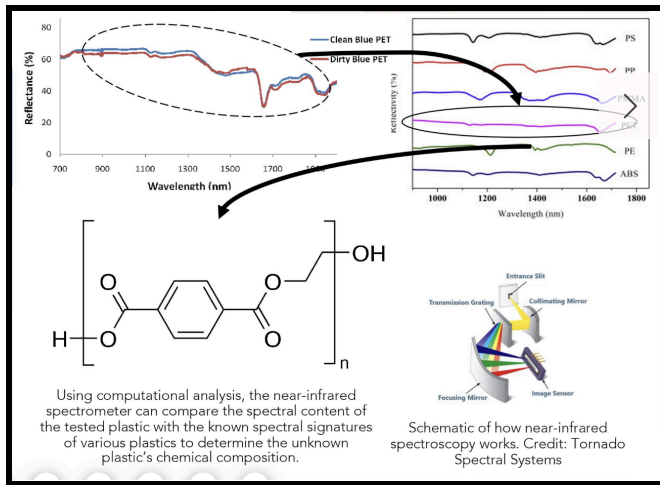 80
60
40
20
0
Reflectance (%)
Clean Blue PET
Dirty Blue PET
700
900
1100
1300
1500
1700
Wavelength (nm)
Reflectivity (%)
PS
PP
PET
PE
ABS
1000
1200
1400
1600
1800
Wavelength (nm)
O
O
OH
H
O
O
n
Entrance Slit
Transmission Grating
Collimating Mirror
Focusing Mirror
Image Sensor
Using computational analysis, the near-infrared
spectrometer can compare the spectral content of
the tested plastic with the known spectral signatures
of various plastics to determine the unknown
plastic's chemical composition.
Schematic of how near-infrared
spectroscopy works. Credit: Tornado
Spectral Systems